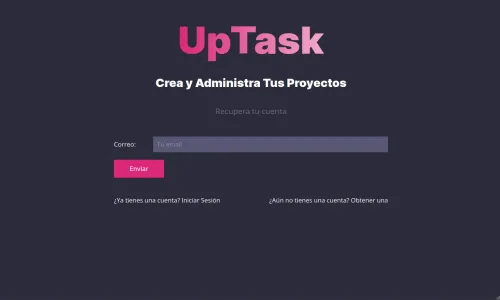 UpTask
Crea y Administra Tus Proyectos
Recupera tu cuenta
Correo: Tu email
Enviar
¿Ya tienes una cuenta? Iniciar Sesión ¿Aún no tienes una cuenta? Obtener una